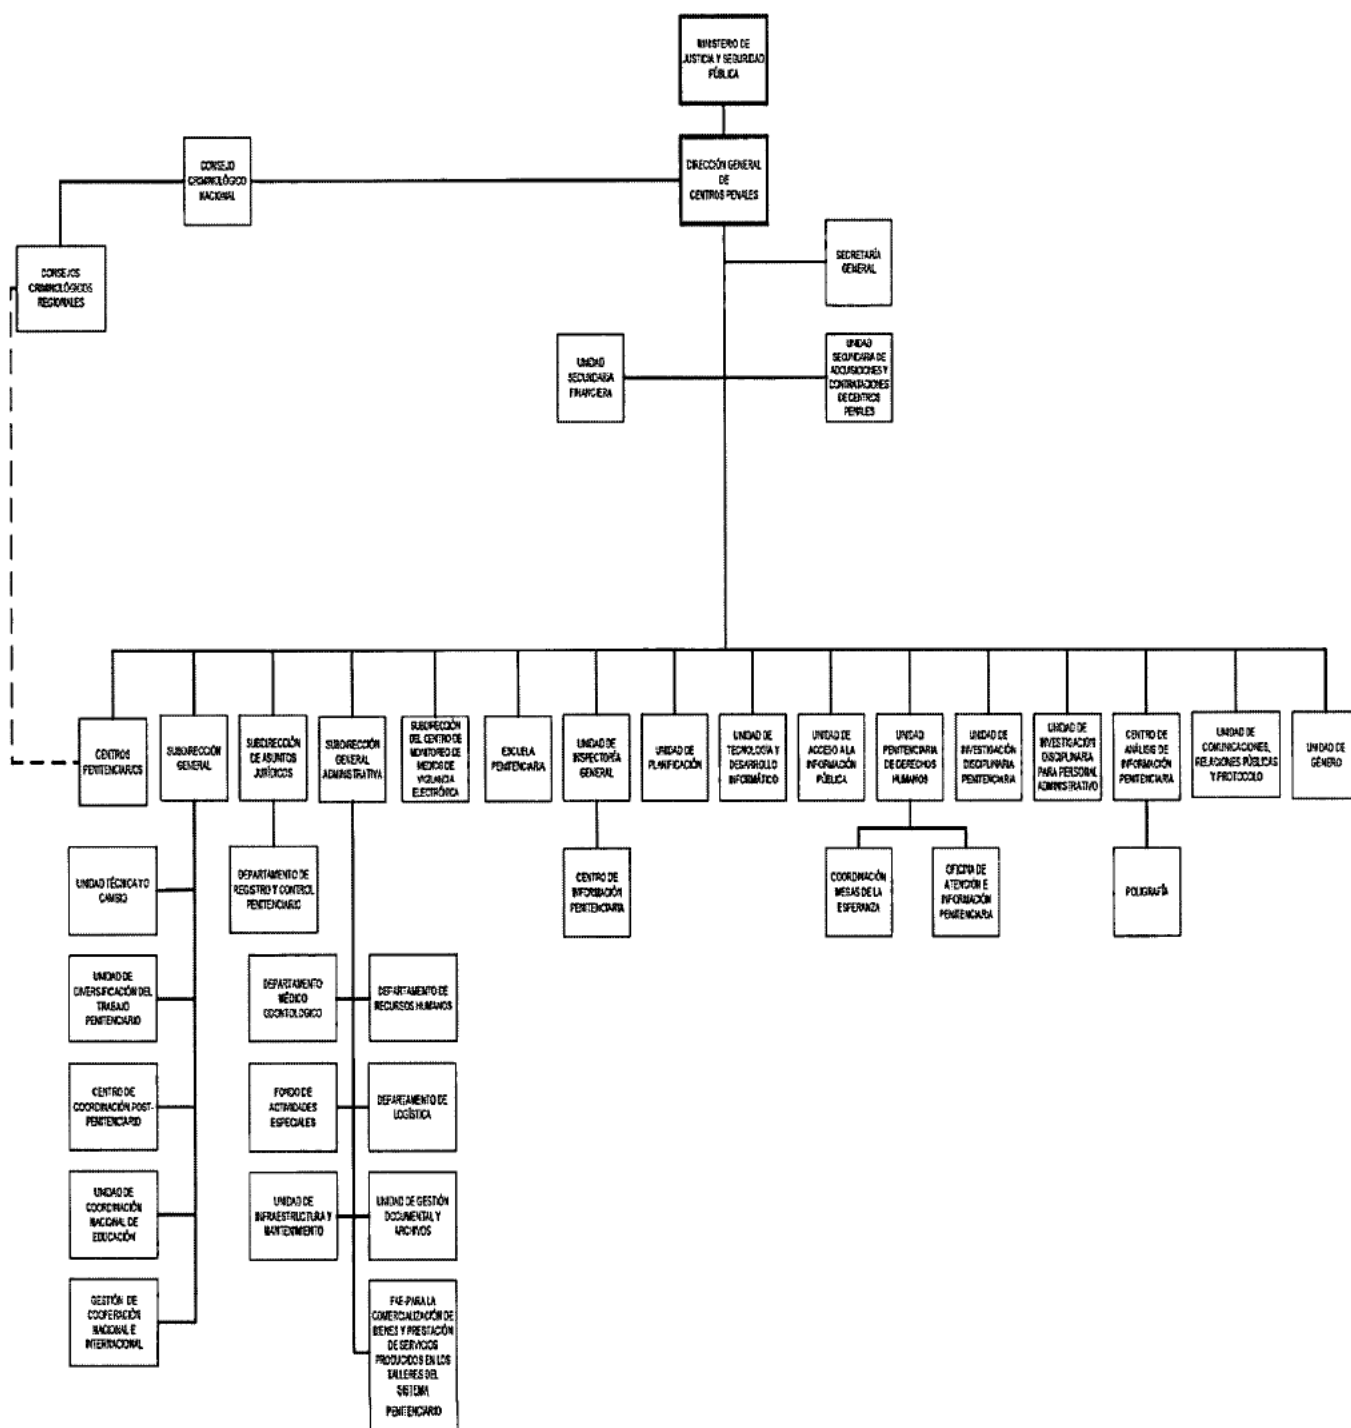 MINISTERIO DE
JUSTICIA Y SEGURIDAD
PÚBLICA
DIRECCIÓN GENERAL
DE
CENTROS PENALES
CONSEJO
CRIMINOLÓGICO
NACIONAL
CONSEJOS
CRIMINOLÓGICOS
REGIONALES
SECRETARÍA
GENERAL
UNIDAD
SECUNDARIA
FINANCIERA
UNIDAD
SECUNDARIA DE
ADQUISICIONES Y
CONTRATACIONES
DE CENTROS
PENALES
CENTROS
PENITENCIARIOS
SUBDIRECCIÓN
GENERAL
SUBDIRECCIÓN
DE ASUNTOS
JURÍDICOS
SUBDIRECCIÓN
GENERAL
ADMINISTRATIVA
SUBDIRECCIÓN
DEL CENTRO DE
MONITOREO DE
MEDIOS DE
VIGILANCIA
ELECTRÓNICA
ESCUELA
PENITENCIARIA
UNIDAD DE
INSPECTORÍA
GENERAL
UNIDAD DE
PLANIFICACIÓN
UNIDAD DE
TECNOLOGÍA Y
DESARROLLO
INFORMÁTICO
UNIDAD DE
ACCESO A LA
INFORMACIÓN
PÚBLICA
UNIDAD
PENITENCIARIA
DE DERECHOS
HUMANOS
UNIDAD DE
INVESTIGACIÓN
DISCIPLINARIA
PENITENCIARIA
UNIDAD DE
INVESTIGACIÓN
DISCIPLINARIA
PARA PERSONAL
ADMINISTRATIVO
CENTRO DE
ANÁLISIS DE
INFORMACIÓN
PENITENCIARIA
UNIDAD DE
COMUNICACIONES,
RELACIONES PÚBLICAS
Y PROTOCOLO
UNIDAD DE
GÉNERO
UNIDAD TÉCNICA YO
CAMBIO
DEPARTAMENTO DE
REGISTRO Y CONTROL
PENITENCIARIO
CENTRO DE
INFORMACIÓN
PENITENCIARIA
COORDINACIÓN
MESAS DE LA
ESPERANZA
OFICINA DE
ATENCIÓN E
INFORMACIÓN
PENITENCIARIA
POLIGRAFÍA
UNIDAD DE
DIVERSIFICACIÓN DEL
TRABAJO
PENITENCIARIO
DEPARTAMENTO
MÉDICO
ODONTOLOGICO
DEPARTAMENTO DE
RECURSOS HUMANOS
CENTRO DE
COORDINACIÓN POST-
PENITENCIARIO
FONDO DE
ACTIVIDADES
ESPECIALES
DEPARTAMENTO DE
LOGÍSTICA
UNIDAD DE
COORDINACIÓN
NACIONAL DE
EDUCACIÓN
UNIDAD DE
INFRAESTRUCTURA Y
MANTENIMIENTO
UNIDAD DE GESTIÓN
DOCUMENTAL Y
ARCHIVOS
GESTIÓN DE
COOPERACIÓN
NACIONAL E
INTERNACIONAL
FAE-PARA LA
COMERCIALIZACIÓN DE
BIENES Y PRESTACIÓN
DE SERVICIOS
PRODUCIDOS EN LOS
TALLERES DEL
SISTEMA
PENITENCIARIO